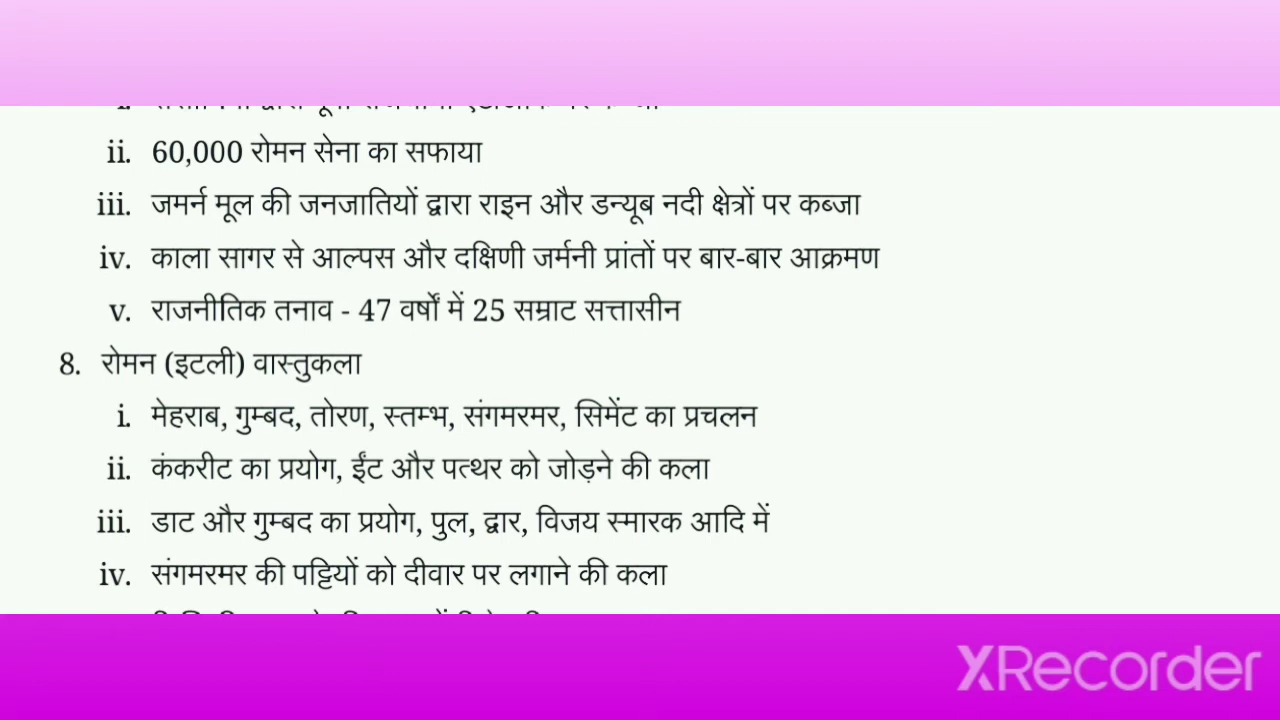 ii. 60,000 रोमन सेना का सफाया
iii. जमर्न मूल की जनजातियों द्वारा राइन और डन्यूब नदी क्षेत्रों पर कब्जा
iv. काला सागर से आल्पस और दक्षिणी जर्मनी प्रांतों पर बार-बार आक्रमण
v. राजनीतिक तनाव - 47 वर्षों में 25 सम्राट सत्तासीन
8. रोमन (इटली) वास्तुकला
i. मेहराब, गुम्बद, तोरण, स्तम्भ, संगमरमर, सिमेंट का प्रचलन
ii. कंकरीट का प्रयोग, ईंट और पत्थर को जोड़ने की कला
iii. डाट और गुम्बद का प्रयोग, पुल, द्वार, विजय स्मारक आदि में
iv. संगमरमर की पट्टियों को दीवार पर लगाने की कला
XRecorder